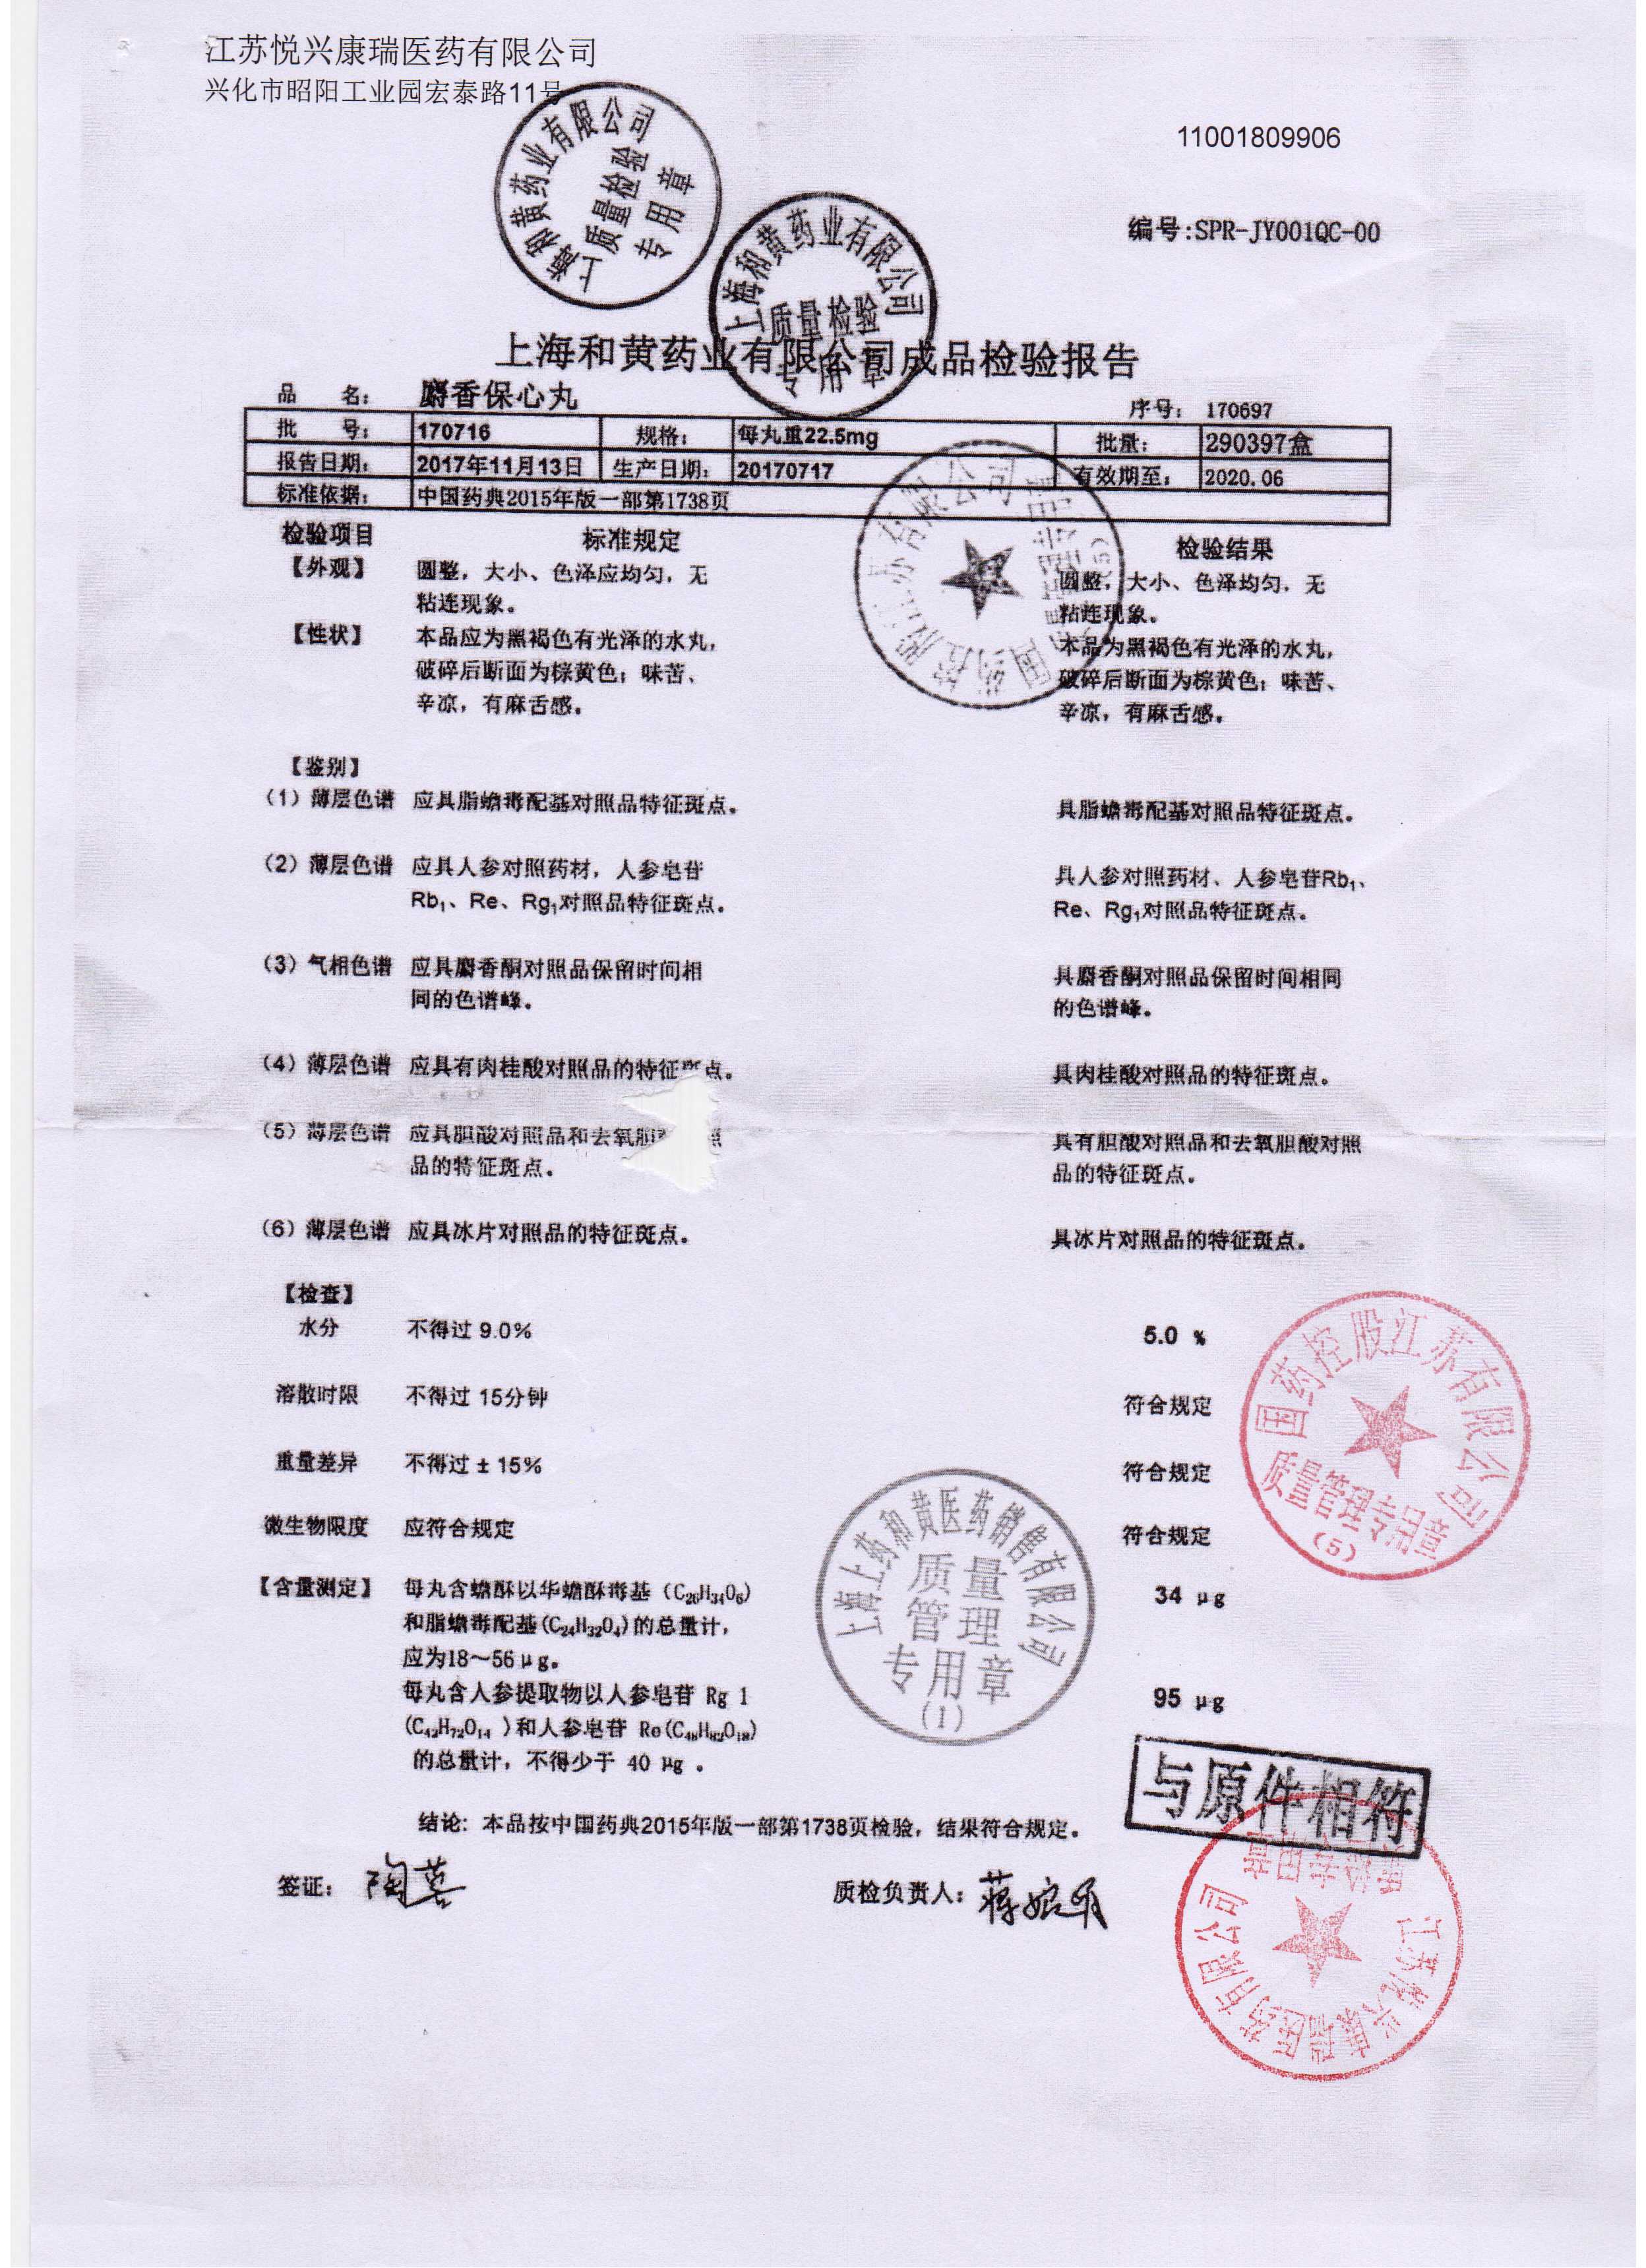 江苏悦兴康瑞医药有限公司
兴化市昭阳工业园宏泰路11号
11001809906
上海和黄药业有限公司
质量检验
专用章
上海和黄药业有限公司
质量检验
专用章
编号:SPR-JY001QC-00
上海和黄药业有限公司成品检验报告
品 名: 麝香保心丸 序号: 170697
批 号: 170716 规格: 每丸重22.5mg 批量: 290397盒
报告日期: 2017年11月13日 生产日期: 20170717 有效期至: 2020.06
标准依据: 中国药典2015年版一部第1738页
检验项目 标准规定 检验结果
【外观】 圆整,大小、色泽应均匀,无 圆整,大小、色泽均匀,无
粘连现象。 粘连现象。
【性状】 本品应为黑褐色有光泽的水丸, 本品为黑褐色有光泽的水丸,
破碎后断面为棕黄色;味苦、 破碎后断面为棕黄色;味苦、
辛凉,有麻舌感。 辛凉,有麻舌感。
【鉴别】
(1)薄层色谱 应具脂蟾毒配基对照品特征斑点。 具脂蟾毒配基对照品特征斑点。
(2)薄层色谱 应具人参对照药材,人参皂苷 具人参对照药材、人参皂苷Rb₁、
Rb₁、Re、Rg₁对照品特征斑点。 Re、Rg₁对照品特征斑点。
(3)气相色谱 应具麝香酮对照品保留时间相 具麝香酮对照品保留时间相同
同的色谱峰。 的色谱峰。
(4)薄层色谱 应具有肉桂酸对照品的特征斑点。 具肉桂酸对照品的特征斑点。
(5)薄层色谱 应具胆酸对照品和去氧胆 照 具有胆酸对照品和去氧胆酸对照
品的特征斑点。 品的特征斑点。
(6)薄层色谱 应具冰片对照品的特征斑点。 具冰片对照品的特征斑点。
【检查】
水分 不得过 9.0% 5.0 %
溶散时限 不得过 15分钟 符合规定
重量差异 不得过 ± 15% 符合规定
微生物限度 应符合规定 符合规定
国药控股江苏有限公司
质量管理专用章
(5)
【含量测定】 每丸含蟾酥以华蟾酥毒基(C₂₆H₃₄O₆) 34 μg
和脂蟾毒配基(C₂₄H₃₂O₄)的总量计,
应为18~56μg。
每丸含人参提取物以人参皂苷 Rg 1 95 μg
(C₄₂H₇₂O₁₄)和人参皂苷 Re(C₄₈H₈₂O₁₈)
的总量计,不得少于 40 μg 。
上海上药和黄医药销售有限公司
质量
管理
专用章
(1)
与原件相符
结论: 本品按中国药典2015年版一部第1738页检验,结果符合规定。
签证: 质检负责人:
江苏悦兴康瑞医药有限公司